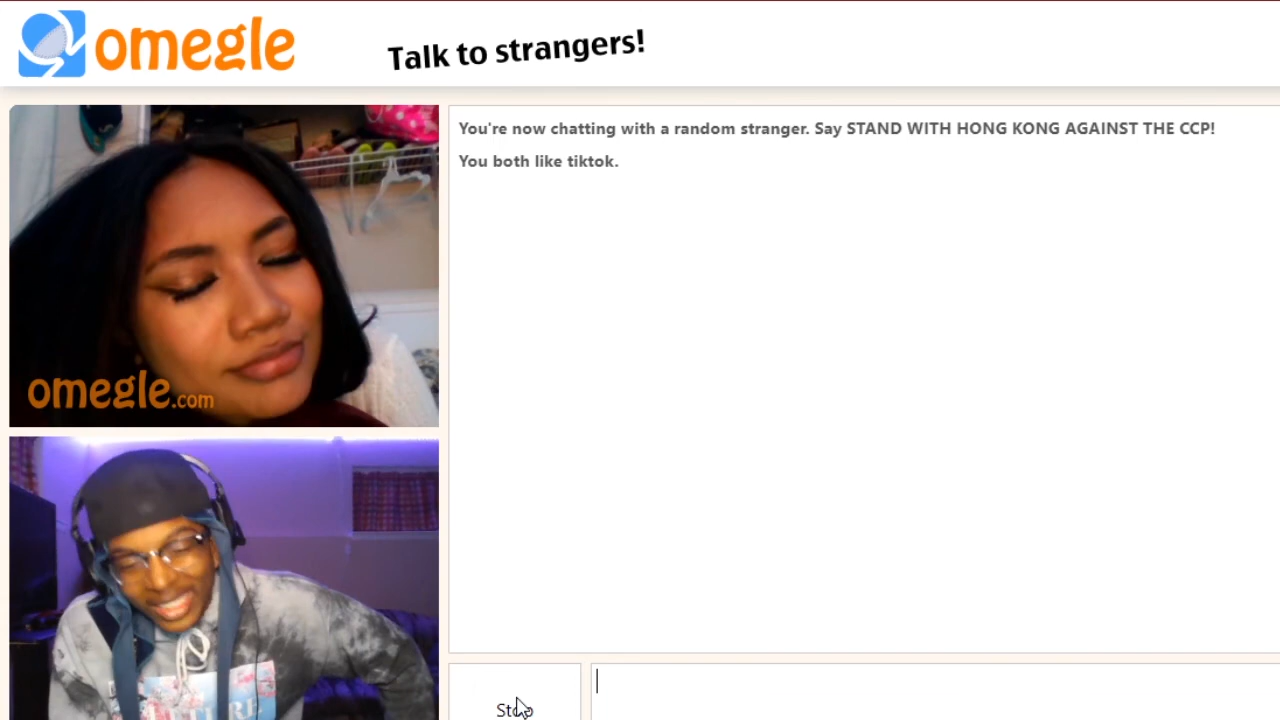 omegle
Talk to strangers!
You're now chatting with a random stranger. Say STAND WITH HONG KONG AGAINST THE CCP!
You both like tiktok.
omegle.com
Stop